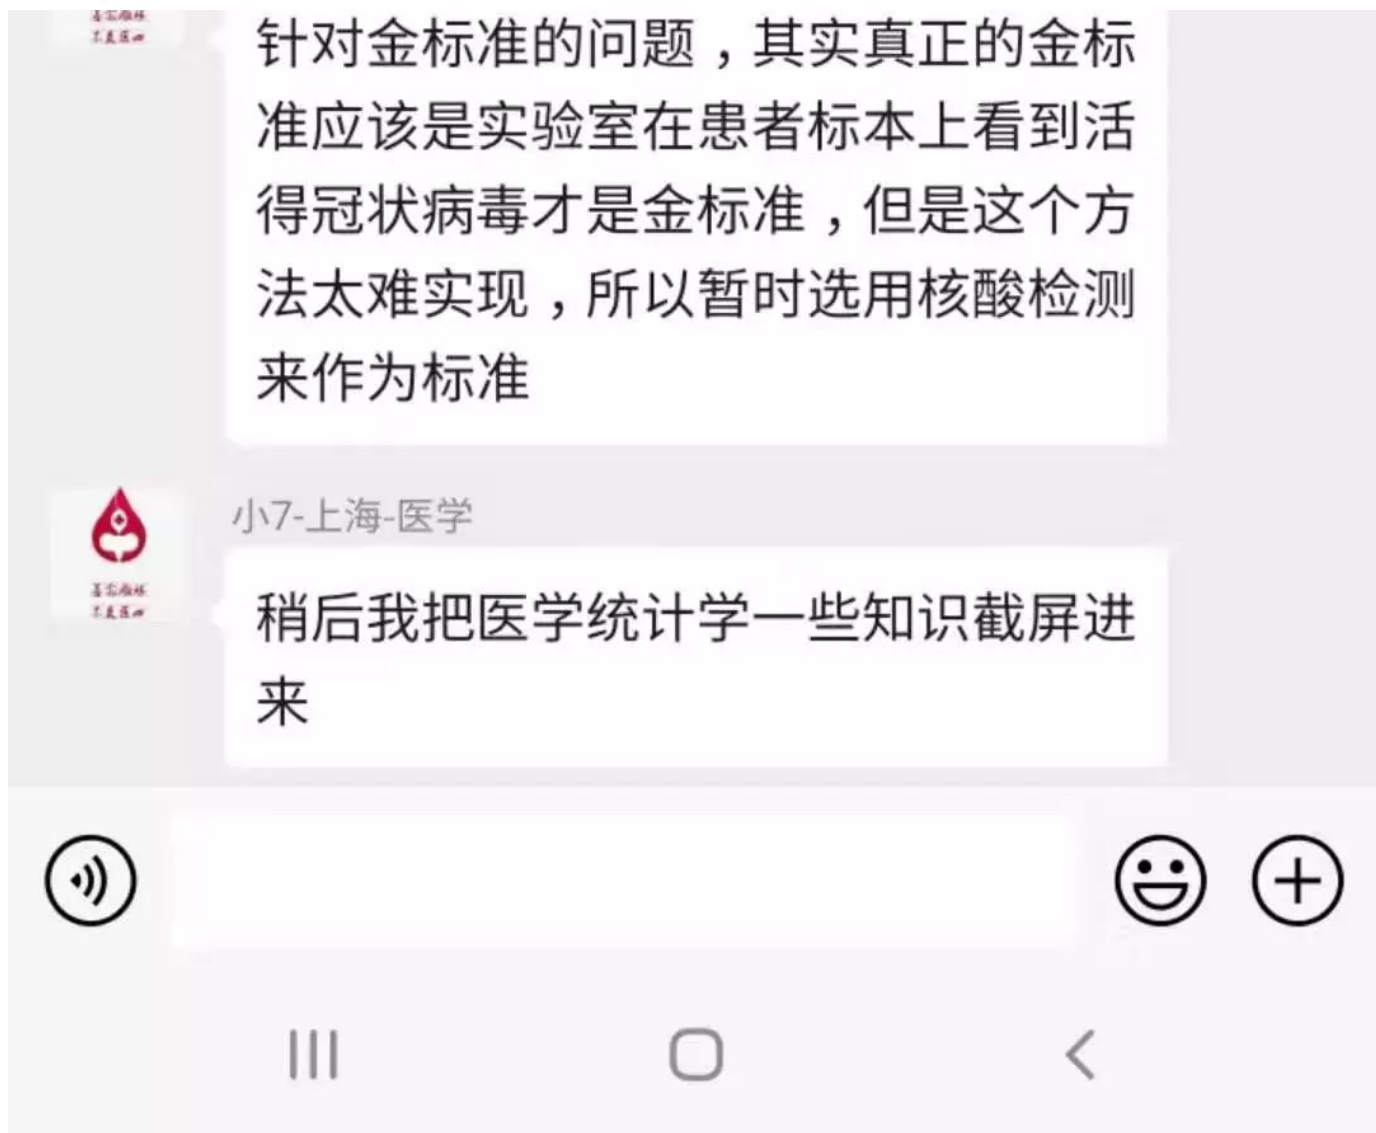 针对金标准的问题，其实真正的金标
准应该是实验室在患者标本上看到活
得冠状病毒才是金标准，但是这个方
法太难实现，所以暂时选用核酸检测
来作为标准
小7-上海-医学
稍后我把医学统计学一些知识截屏进
来